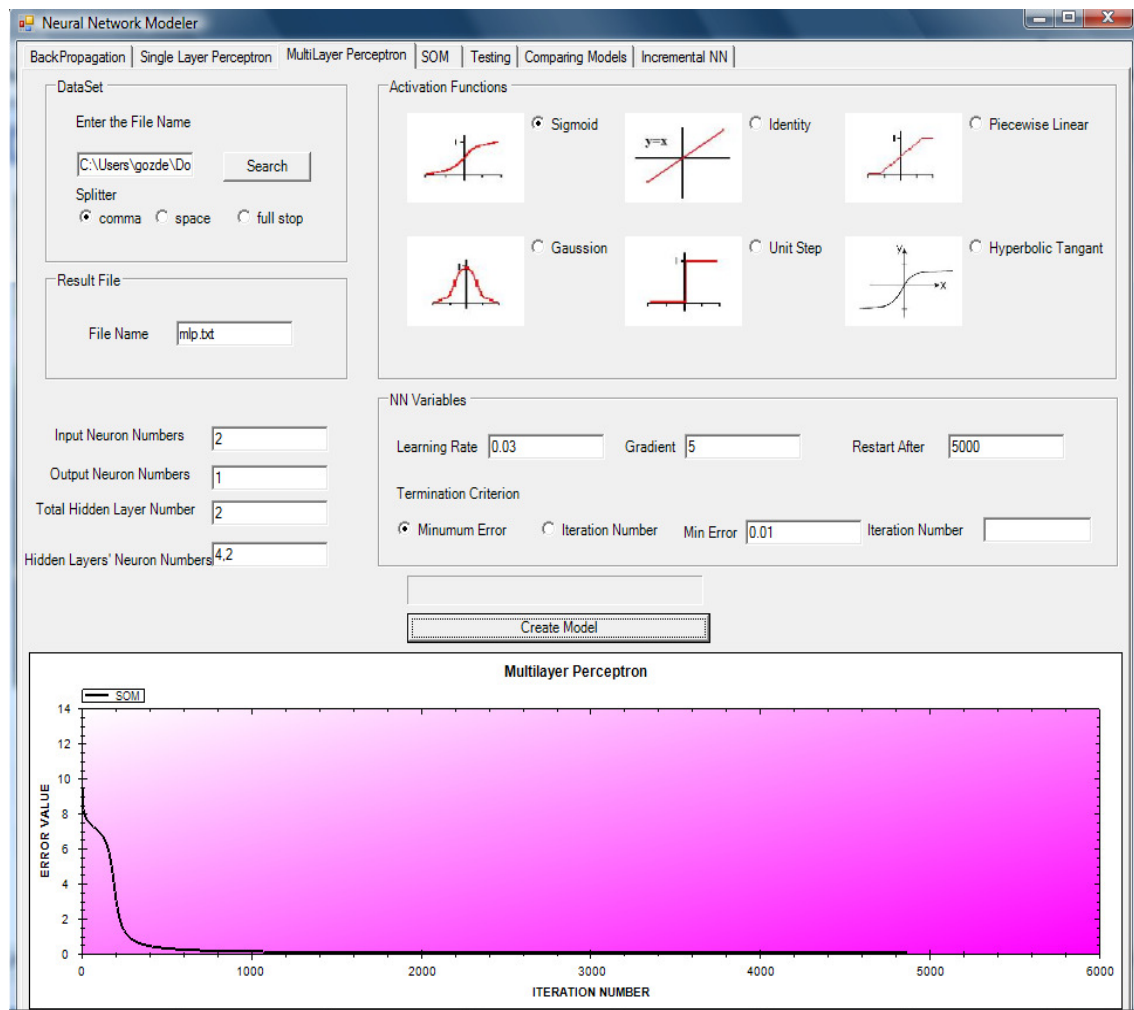 Neural Network Modeler
BackPropagation
Single Layer Perceptron
MultiLayer Perceptron
SOM
Testing
Comparing Models
Incremental NN
DataSet
Enter the File Name
C:\Users\gozde\Do
Search
Splitter
comma
space
full stop
Result File
File Name
mlp.txt
Input Neuron Numbers
2
Output Neuron Numbers
1
Total Hidden Layer Number
2
Hidden Layers' Neuron Numbers
4,2
Activation Functions
1
Sigmoid
y=x
Identity
1
Piecewise Linear
1
Gaussion
1
Unit Step
y
x
Hyperbolic Tangant
NN Variables
Learning Rate
0.03
Gradient
5
Restart After
5000
Termination Criterion
Minumum Error
Iteration Number
Min Error
0.01
Iteration Number
Create Model
Multilayer Perceptron
SOM
ERROR VALUE
14
12
10
8
6
4
2
0
0
1000
2000
3000
4000
5000
6000
ITERATION NUMBER